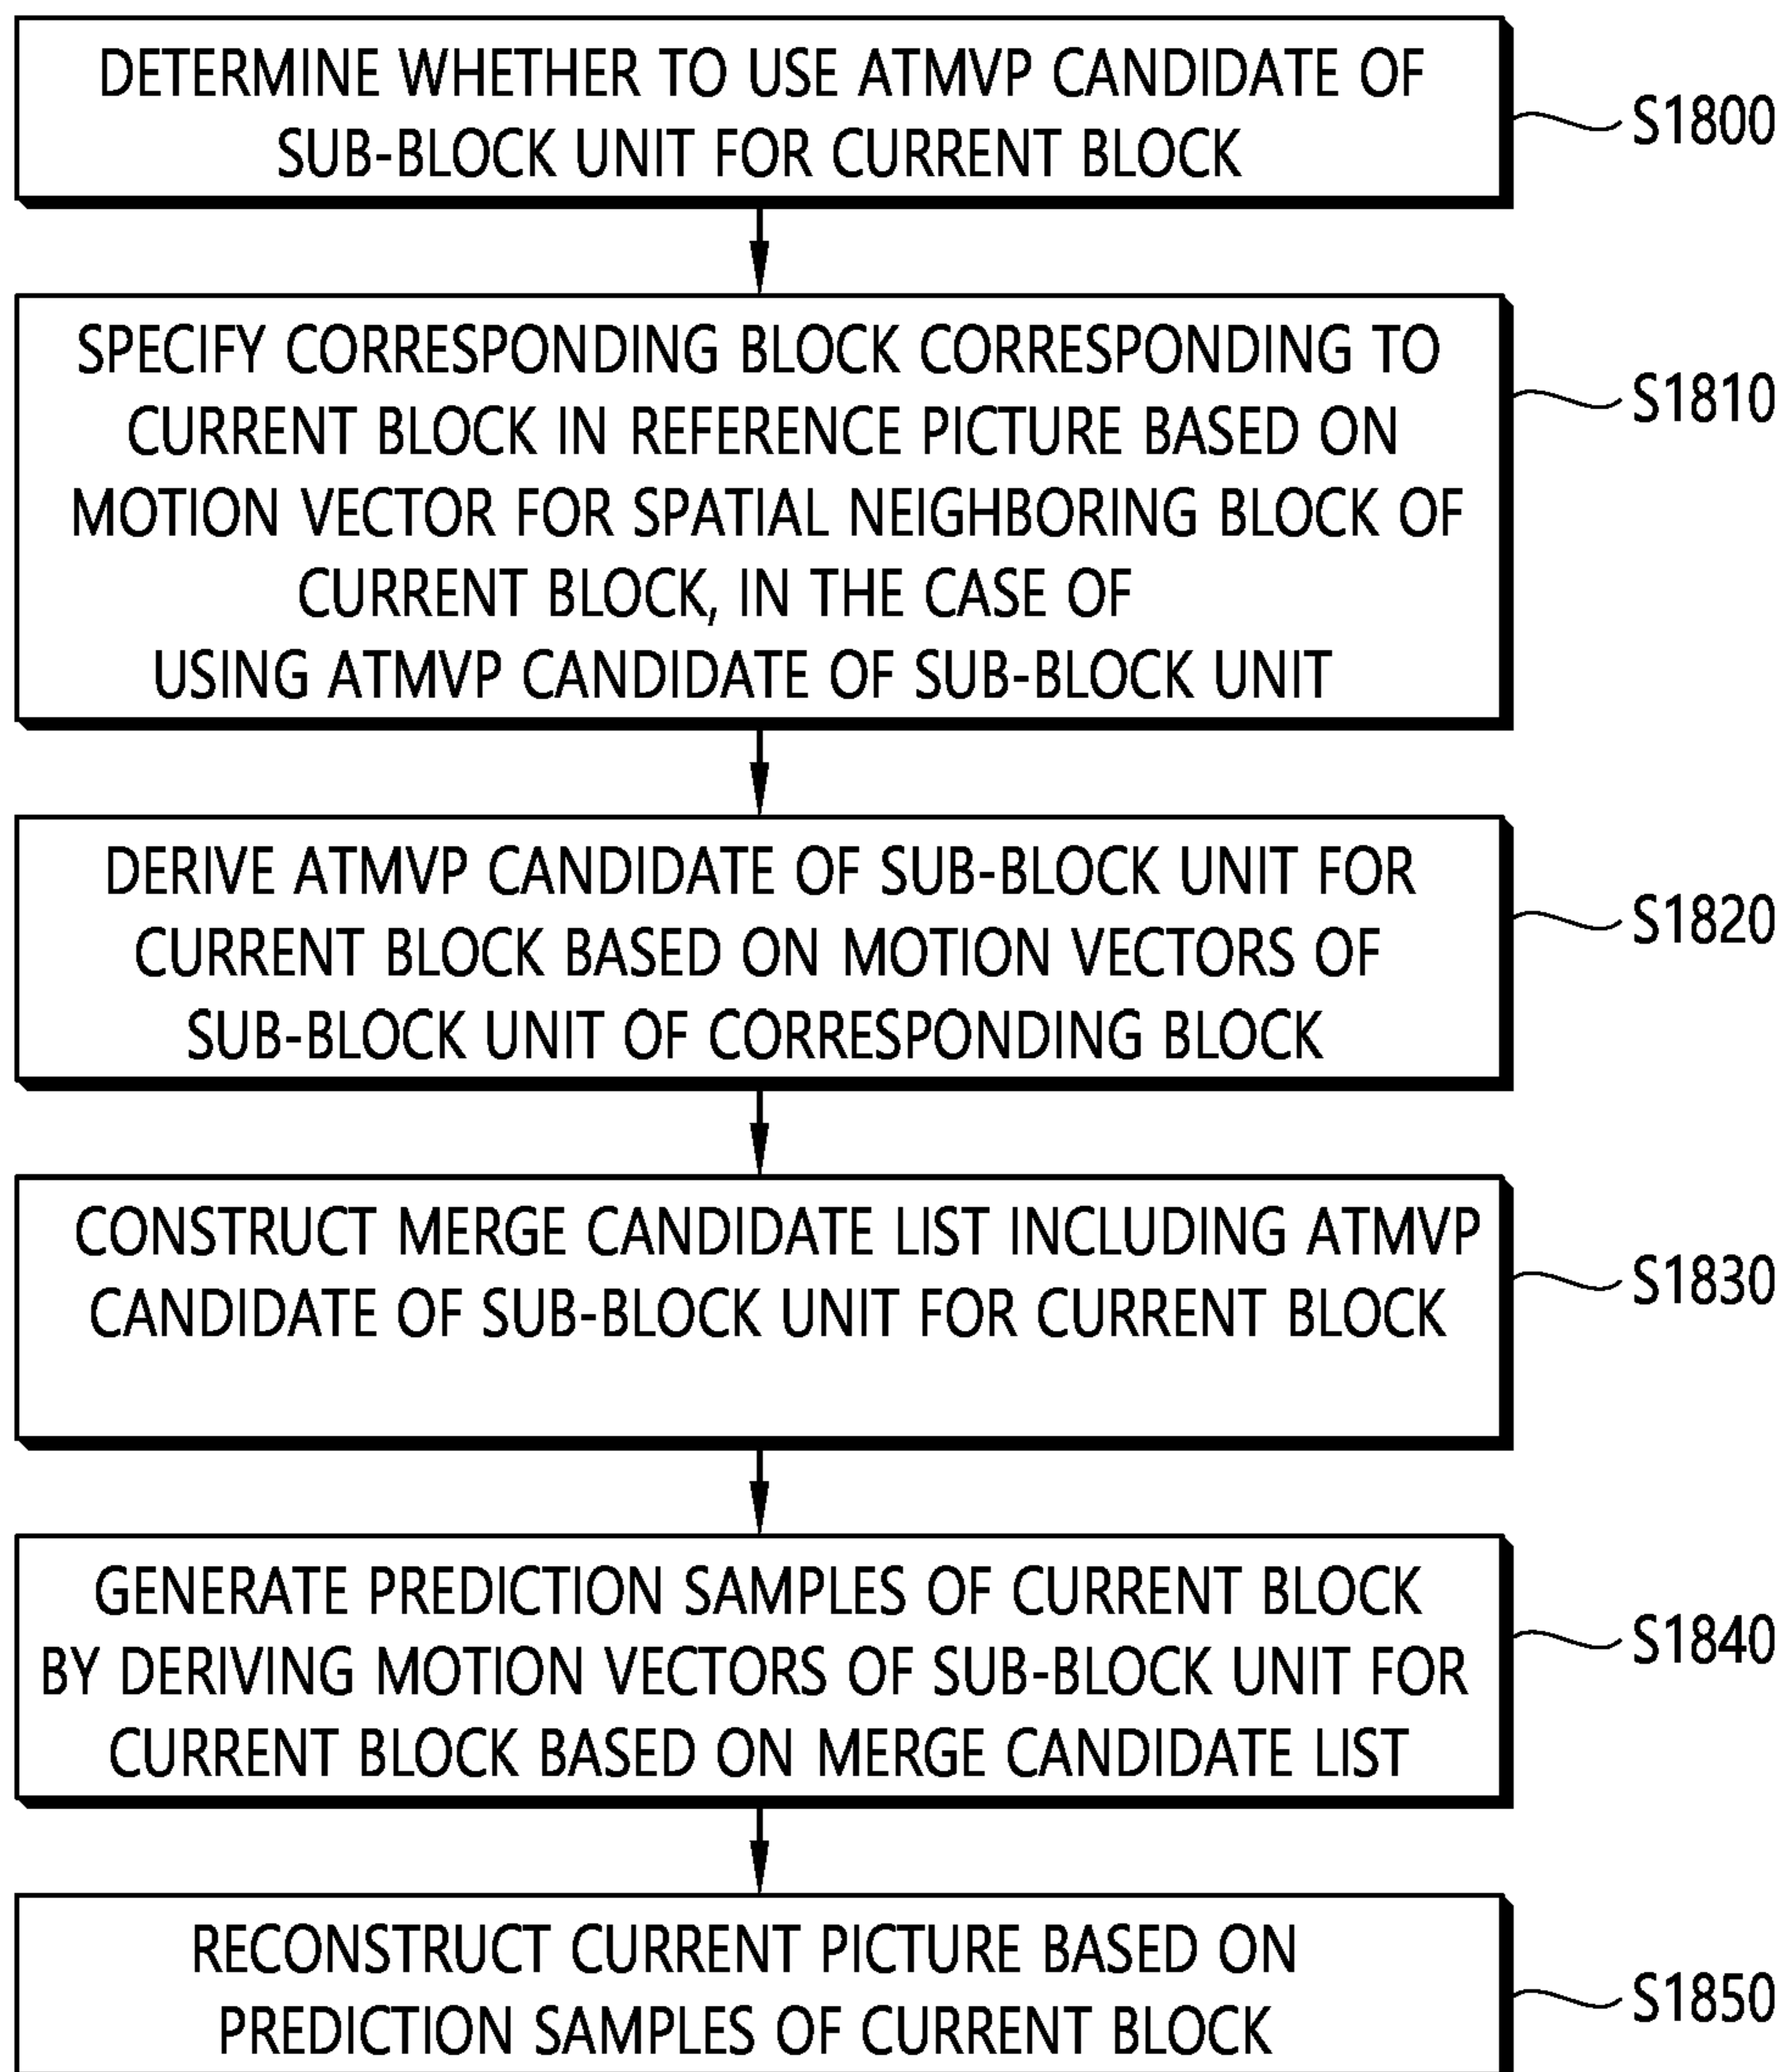 DETERMINE WHETHER TO USE ATMVP CANDIDATE OF
SUB-BLOCK UNIT FOR CURRENT BLOCK
S1800
SPECIFY CORRESPONDING BLOCK CORRESPONDING TO
CURRENT BLOCK IN REFERENCE PICTURE BASED ON
MOTION VECTOR FOR SPATIAL NEIGHBORING BLOCK OF
CURRENT BLOCK, IN THE CASE OF
USING ATMVP CANDIDATE OF SUB-BLOCK UNIT
S1810
DERIVE ATMVP CANDIDATE OF SUB-BLOCK UNIT FOR
CURRENT BLOCK BASED ON MOTION VECTORS OF
SUB-BLOCK UNIT OF CORRESPONDING BLOCK
S1820
CONSTRUCT MERGE CANDIDATE LIST INCLUDING ATMVP
CANDIDATE OF SUB-BLOCK UNIT FOR CURRENT BLOCK
S1830
GENERATE PREDICTION SAMPLES OF CURRENT BLOCK
BY DERIVING MOTION VECTORS OF SUB-BLOCK UNIT FOR
CURRENT BLOCK BASED ON MERGE CANDIDATE LIST
S1840
RECONSTRUCT CURRENT PICTURE BASED ON
PREDICTION SAMPLES OF CURRENT BLOCK
S1850